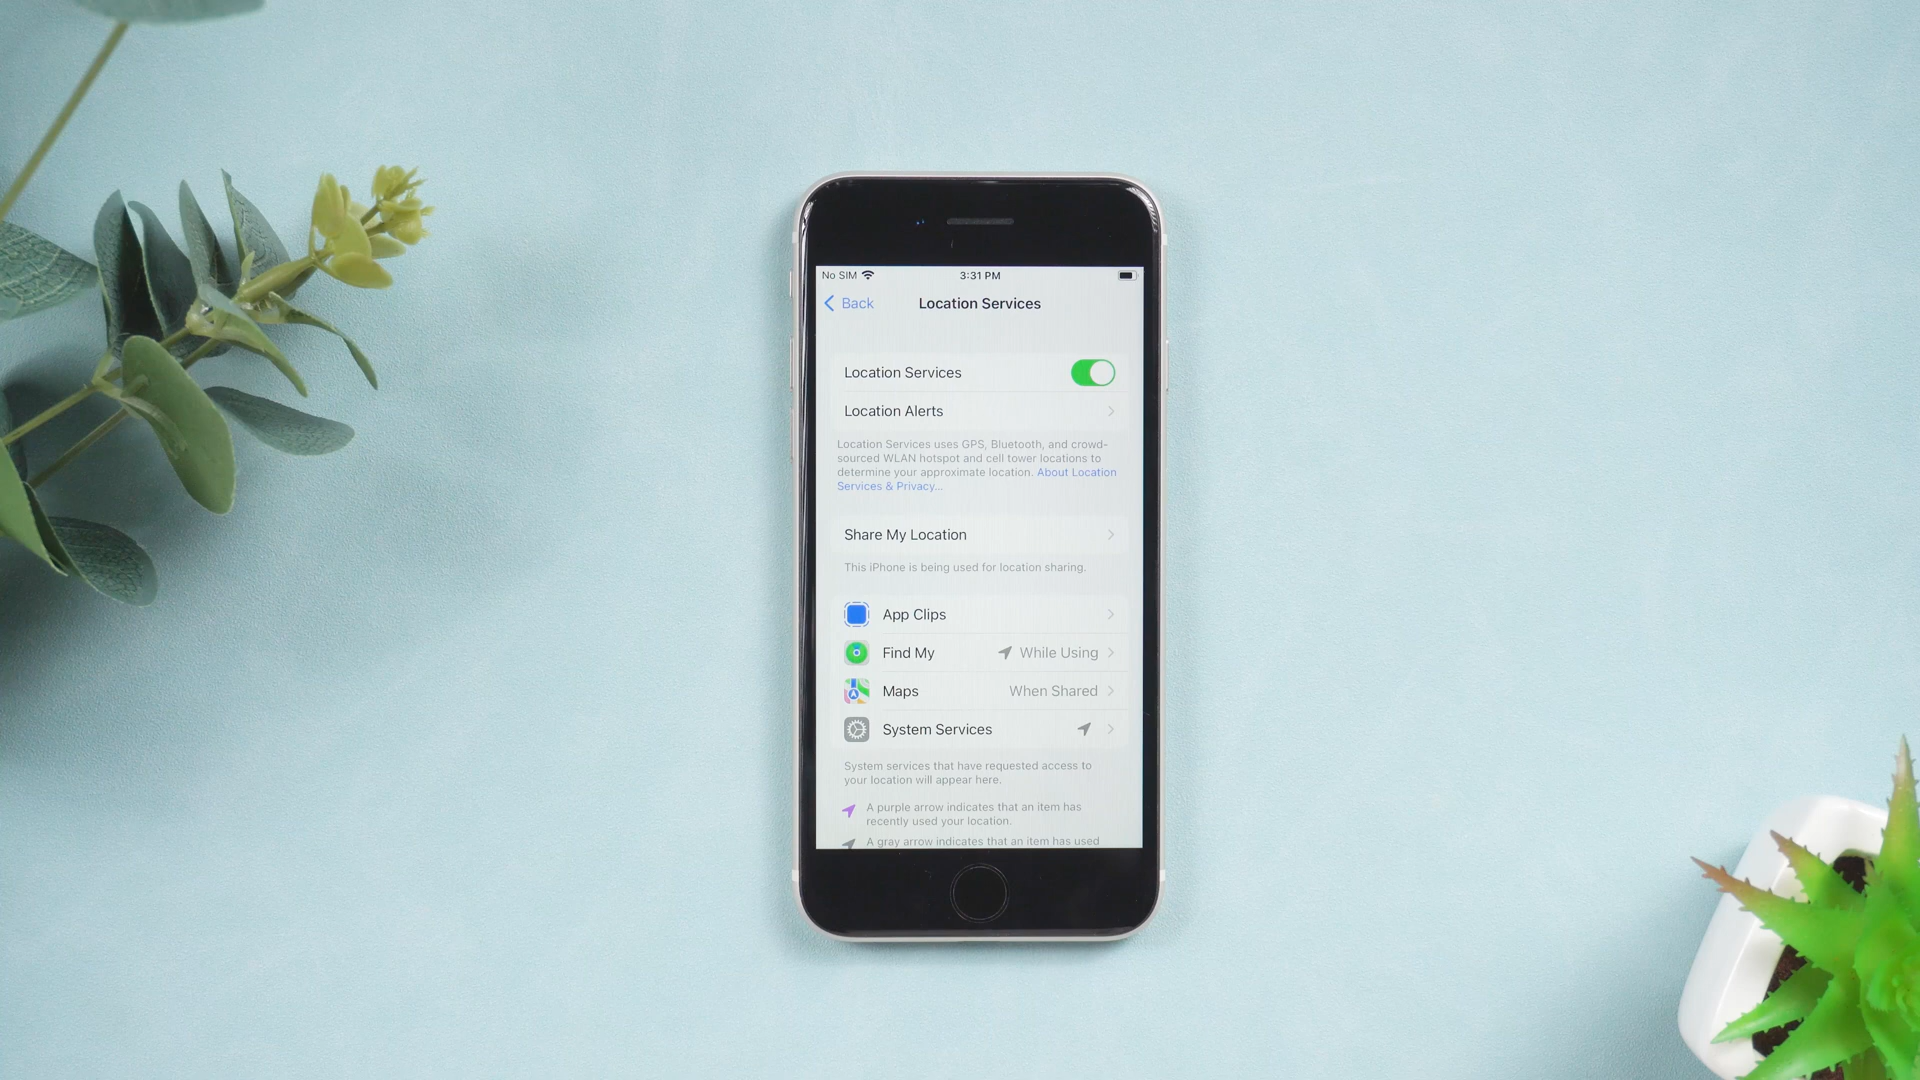 No SIM 3:31 PM
Back Location Services
Location Services
Location Alerts
Location Services uses GPS, Bluetooth, and crowd-
sourced WLAN hotspot and cell tower locations to
determine your approximate location. About Location
Services & Privacy...
Share My Location
This iPhone is being used for location sharing.
App Clips
Find My While Using
Maps When Shared
System Services
System services that have requested access to
your location will appear here.
A purple arrow indicates that an item has
recently used your location.
A gray arrow indicates that an item has used